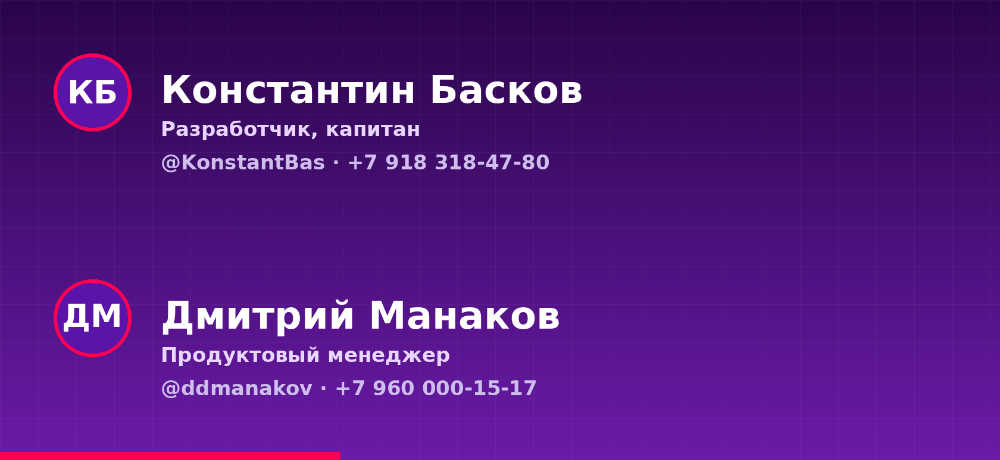 КБ
Константин Басков
Разработчик, капитан
@KonstantBas · +7 918 318-47-80
ДМ
Дмитрий Манаков
Продуктовый менеджер
@ddmanakov · +7 960 000-15-17